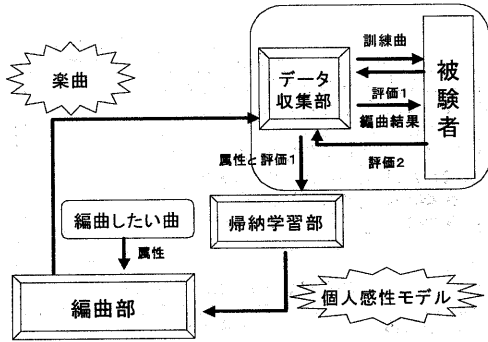 楽曲
データ
収集部
訓練曲
評価1
編曲結果
評価2
被験者
属性と評価1
編曲したい曲
属性
帰納学習部
編曲部
個人感性モデル